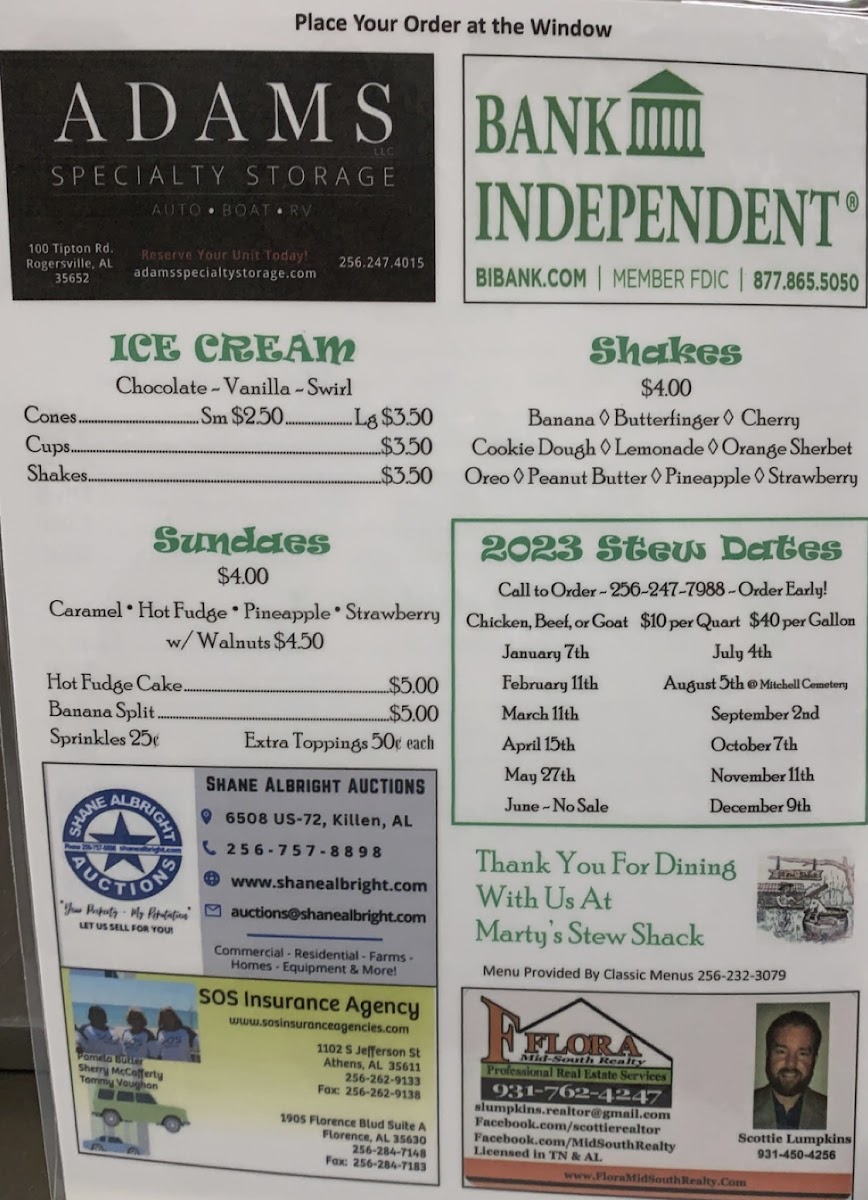 Place Your Order at the Window
ADAMS
LLC
SPECIALTY STORAGE
AUTO • BOAT • RV
100 Tipton Rd.
Rogersville, AL
35652
Reserve Your Unit Today!
adamsspecialtystorage.com
256.247.4015
BANK
INDEPENDENT®
BIBANK.COM | MEMBER FDIC | 877.865.5050
ICE CREAM
Chocolate ~ Vanilla ~ Swirl
Cones..........Sm $2.50..........Lg $3.50
Cups..........$3.50
Shakes..........$3.50
Shakes
$4.00
Banana ◊ Butterfinger ◊ Cherry
Cookie Dough ◊ Lemonade ◊ Orange Sherbet
Oreo ◊ Peanut Butter ◊ Pineapple ◊ Strawberry
Sundaes
$4.00
Caramel • Hot Fudge • Pineapple • Strawberry
w/ Walnuts $4.50
Hot Fudge Cake..........$5.00
Banana Split..........$5.00
Sprinkles 25¢ Extra Toppings 50¢ each
2023 Stew Dates
Call to Order ~ 256-247-7988 ~ Order Early!
Chicken, Beef, or Goat $10 per Quart $40 per Gallon
January 7th July 4th
February 11th August 5th @ Mitchell Cemetery
March 11th September 2nd
April 15th October 7th
May 27th November 11th
June ~ No Sale December 9th
SHANE ALBRIGHT
Phone 256-757-8898 shanealbright.com
AUCTIONS
"Your Property - My Reputation"
LET US SELL FOR YOU!
SHANE ALBRIGHT AUCTIONS
6508 US-72, Killen, AL
256-757-8898
www.shanealbright.com
auctions@shanealbright.com
Commercial - Residential - Farms -
Homes - Equipment & More!
Thank You For Dining
With Us At
Marty's Stew Shack
STEW SHACK
Menu Provided By Classic Menus 256-232-3079
SOS Insurance Agency
www.sosinsuranceagencies.com
Pamela Butler
Sherry McCafferty
Tammy Vaughan
1102 S Jefferson St
Athens, AL 35611
256-262-9133
Fax: 256-262-9138
1905 Florence Blvd Suite A
Florence, AL 35630
256-284-7148
Fax: 256-284-7183
FLORA
Mid-South Realty
Professional Real Estate Services
931-762-4247
slumpkins.realtor@gmail.com
Facebook.com/scottierealtor
Facebook.com/MidSouthRealty
Licensed in TN & AL
Scottie Lumpkins
931-450-4256
www.FloraMidSouthRealty.Com